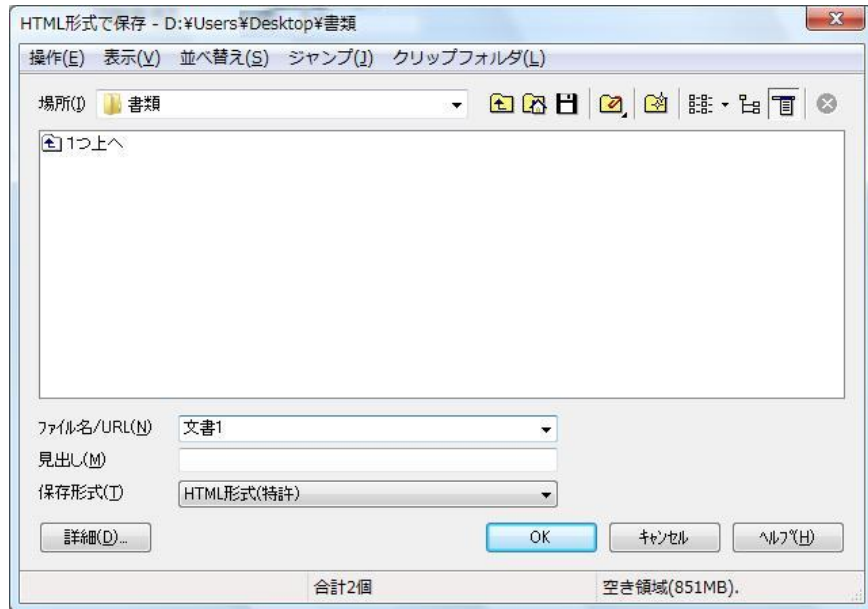 HTML形式で保存 - D:¥Users¥Desktop¥書類
操作(E) 表示(V) 並べ替え(S) ジャンプ(J) クリップフォルダ(L)
場所(I) 書類
1つ上へ
ファイル名/URL(N) 文書1
見出し(M)
保存形式(T) HTML形式(特許)
詳細(D)... OK キャンセル ヘルプ(H)
合計2個 空き領域(851MB).